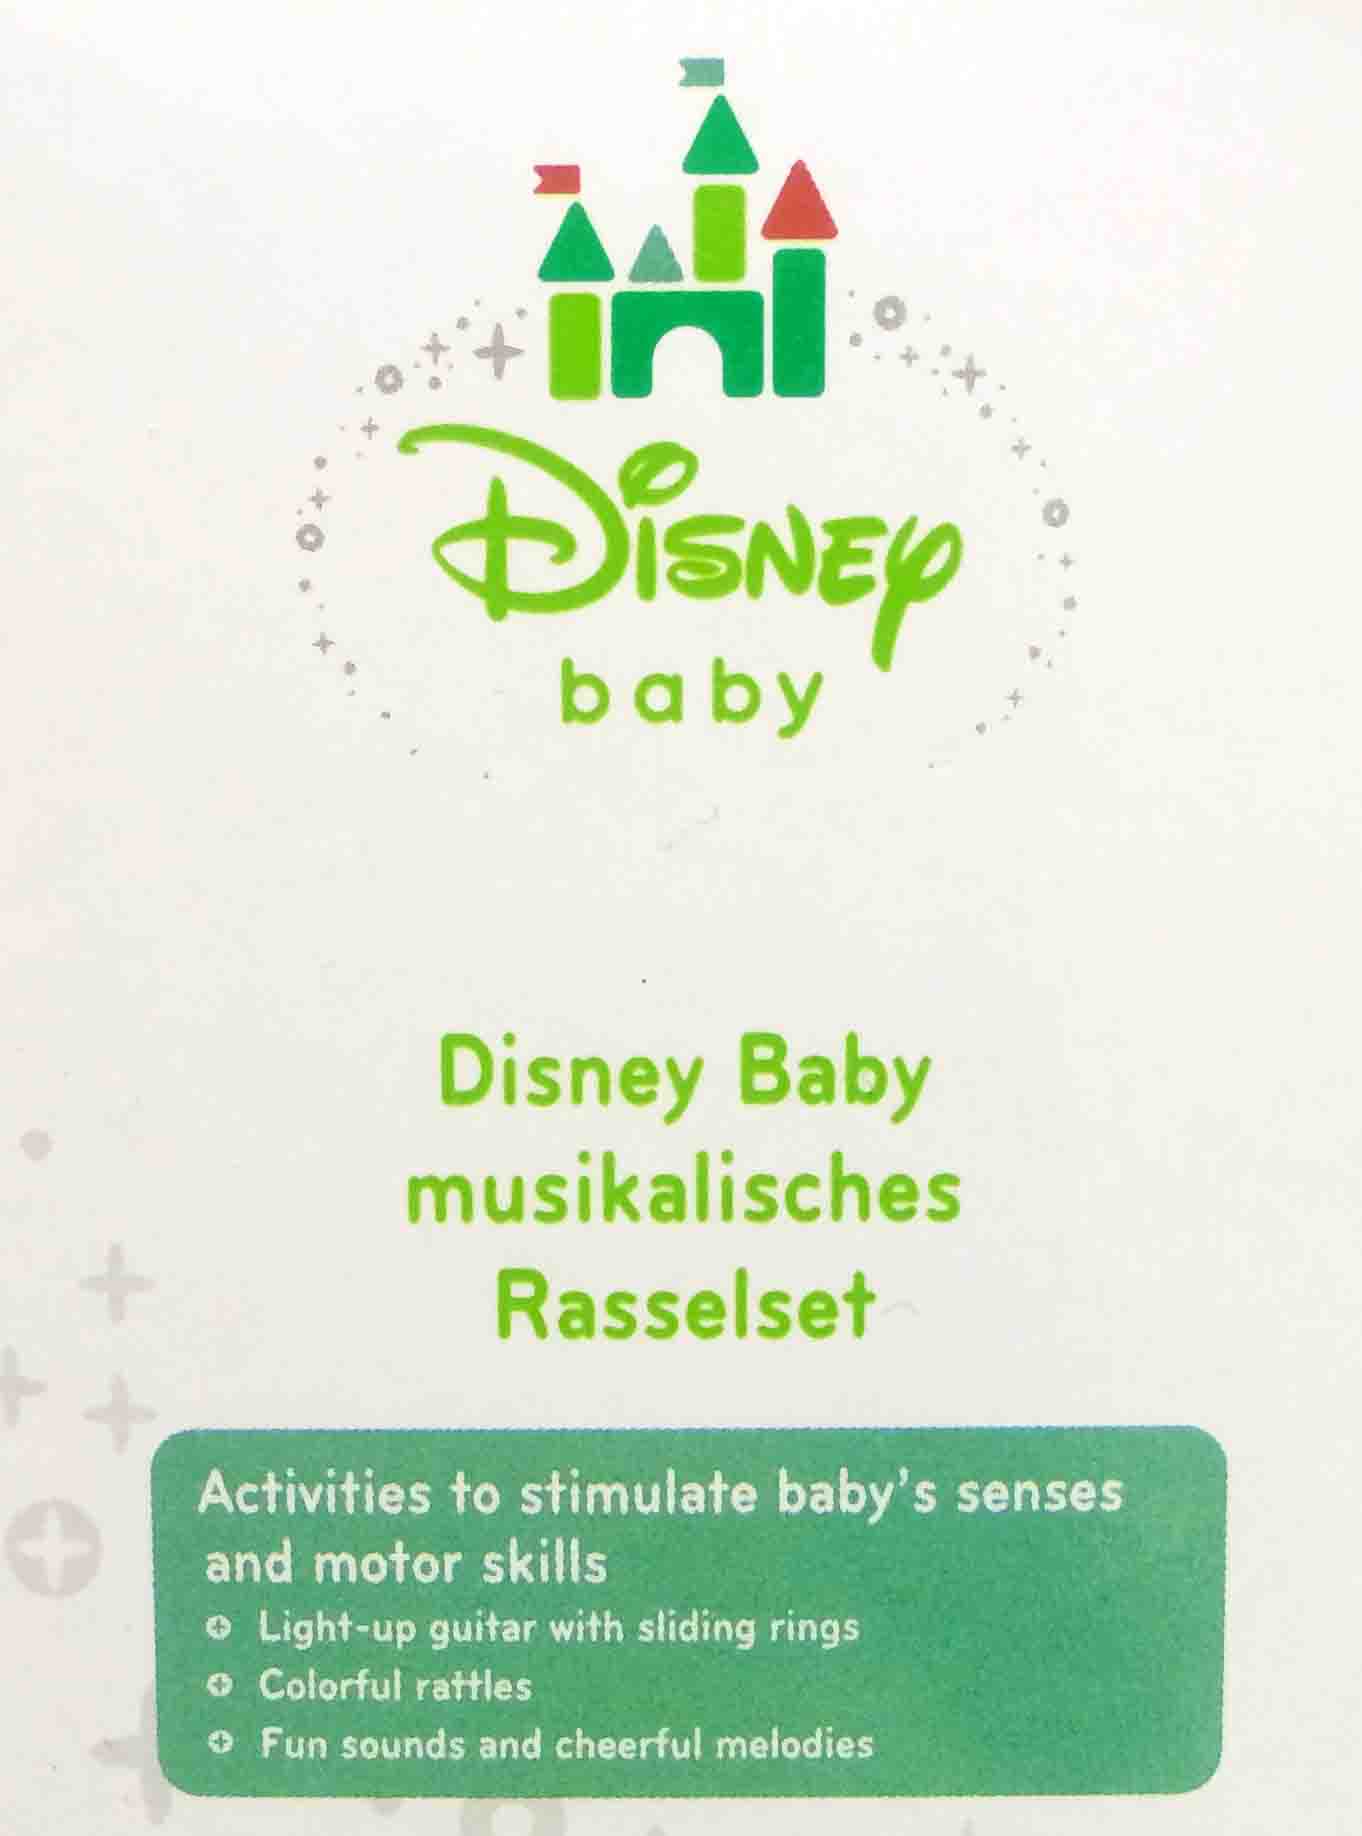 Disney
baby
Disney Baby
musikalisches
Rasselset
Activities to stimulate baby's senses
and motor skills
Light-up guitar with sliding rings
Colorful rattles
Fun sounds and cheerful melodies